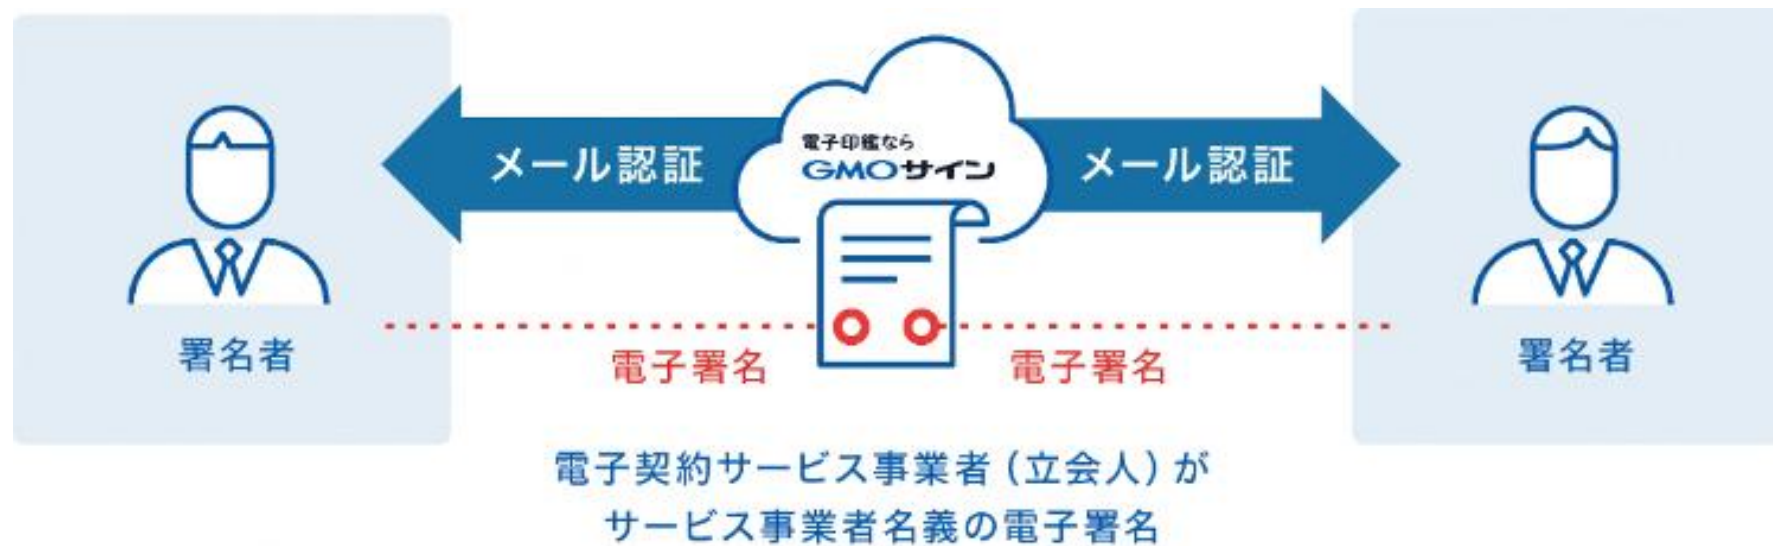 電子印鑑なら
GMOサイン
メール認証
メール認証
署名者
電子署名
電子署名
署名者
電子契約サービス事業者(立会人)が
サービス事業者名義の電子署名